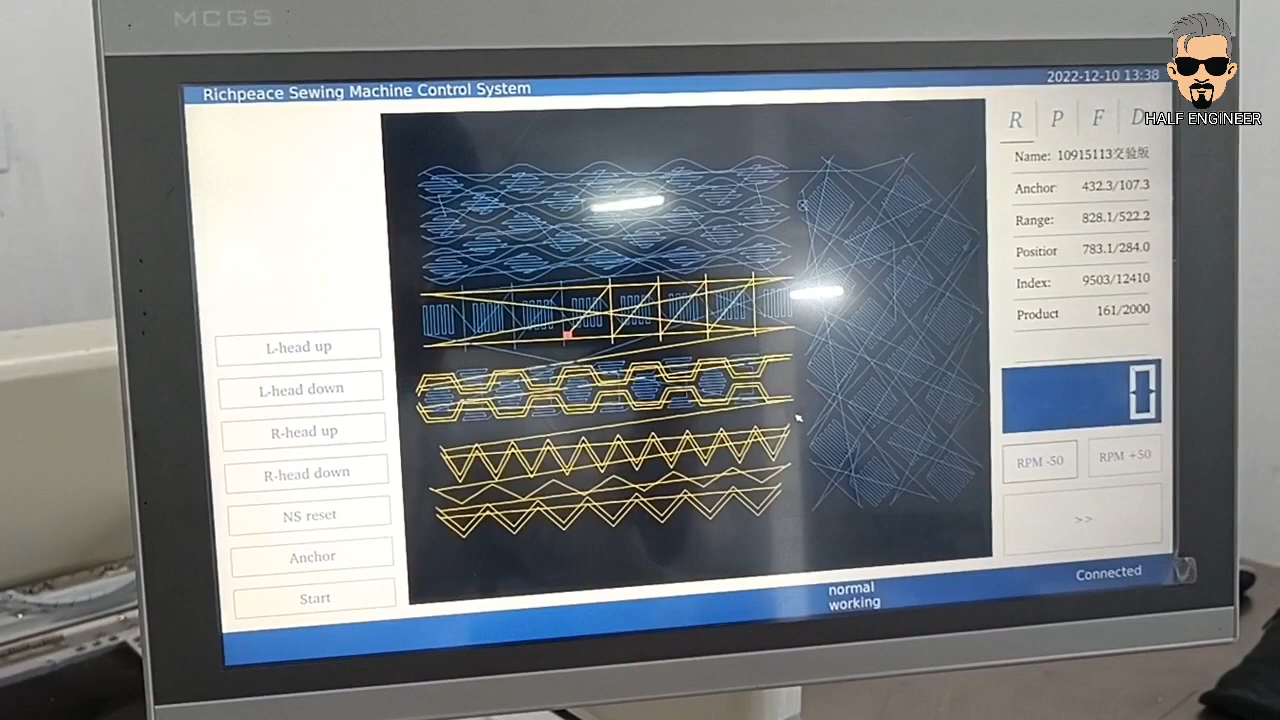 MCGS
Richpeace Sewing Machine Control System
2022-12-10 13:38
HALF ENGINEER
R P F D
Name: 10915113交验版
Anchor 432.3/107.3
Range: 828.1/522.2
Position 783.1/284.0
Index: 9503/12410
Product 161/2000
0
RPM -50
RPM +50
>>
L-head up
L-head down
R-head up
R-head down
NS reset
Anchor
Start
normal
working
Connected